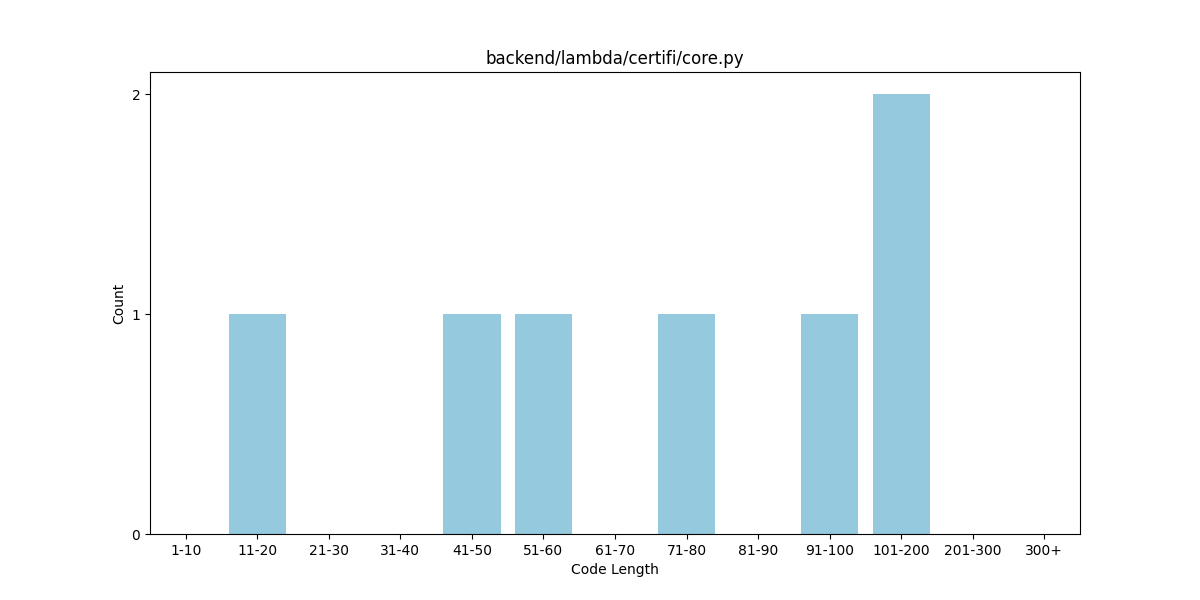 backend/lambda/certifi/core.py
Count
2
1
0
1-10 11-20 21-30 31-40 41-50 51-60 61-70 71-80 81-90 91-100 101-200 201-300 300+
Code Length